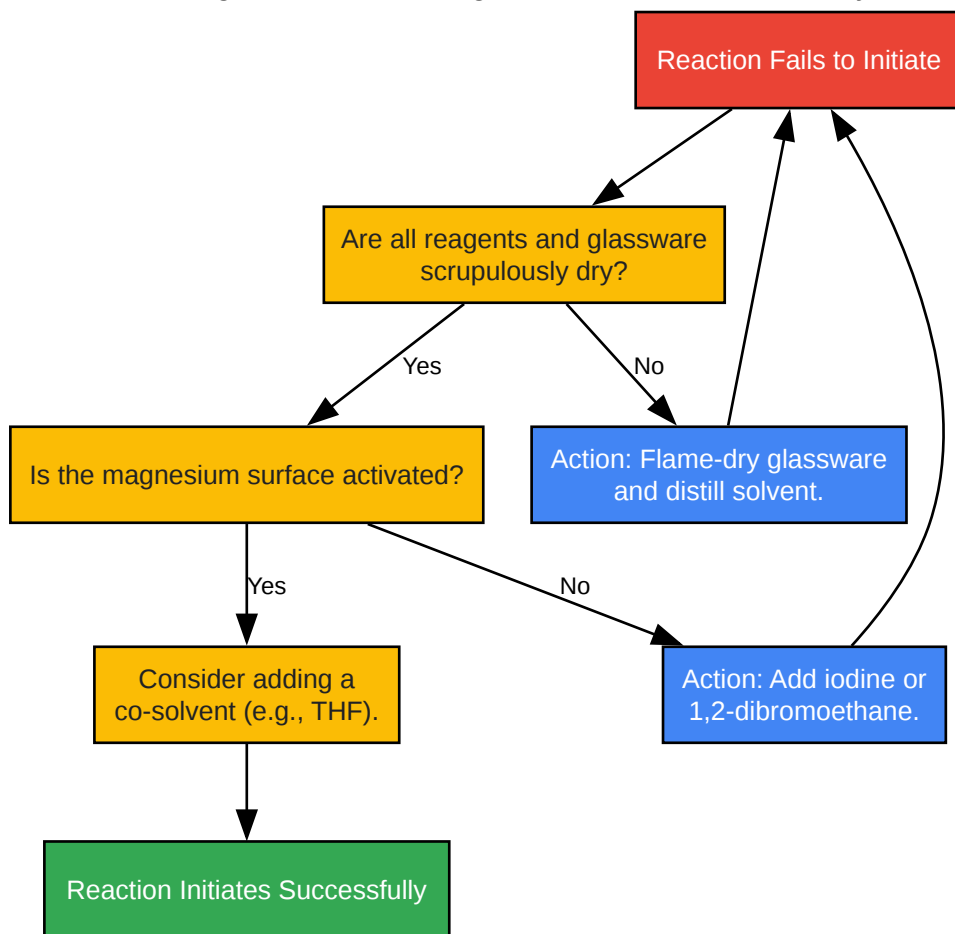 Reaction Fails to Initiate
Are all reagents and glassware
scrupulously dry?
Yes
No
Is the magnesium surface activated?
Action: Flame-dry glassware
and distill solvent.
Yes
No
Consider adding a
co-solvent (e.g., THF).
Action: Add iodine or
1,2-dibromoethane.
Reaction Initiates Successfully